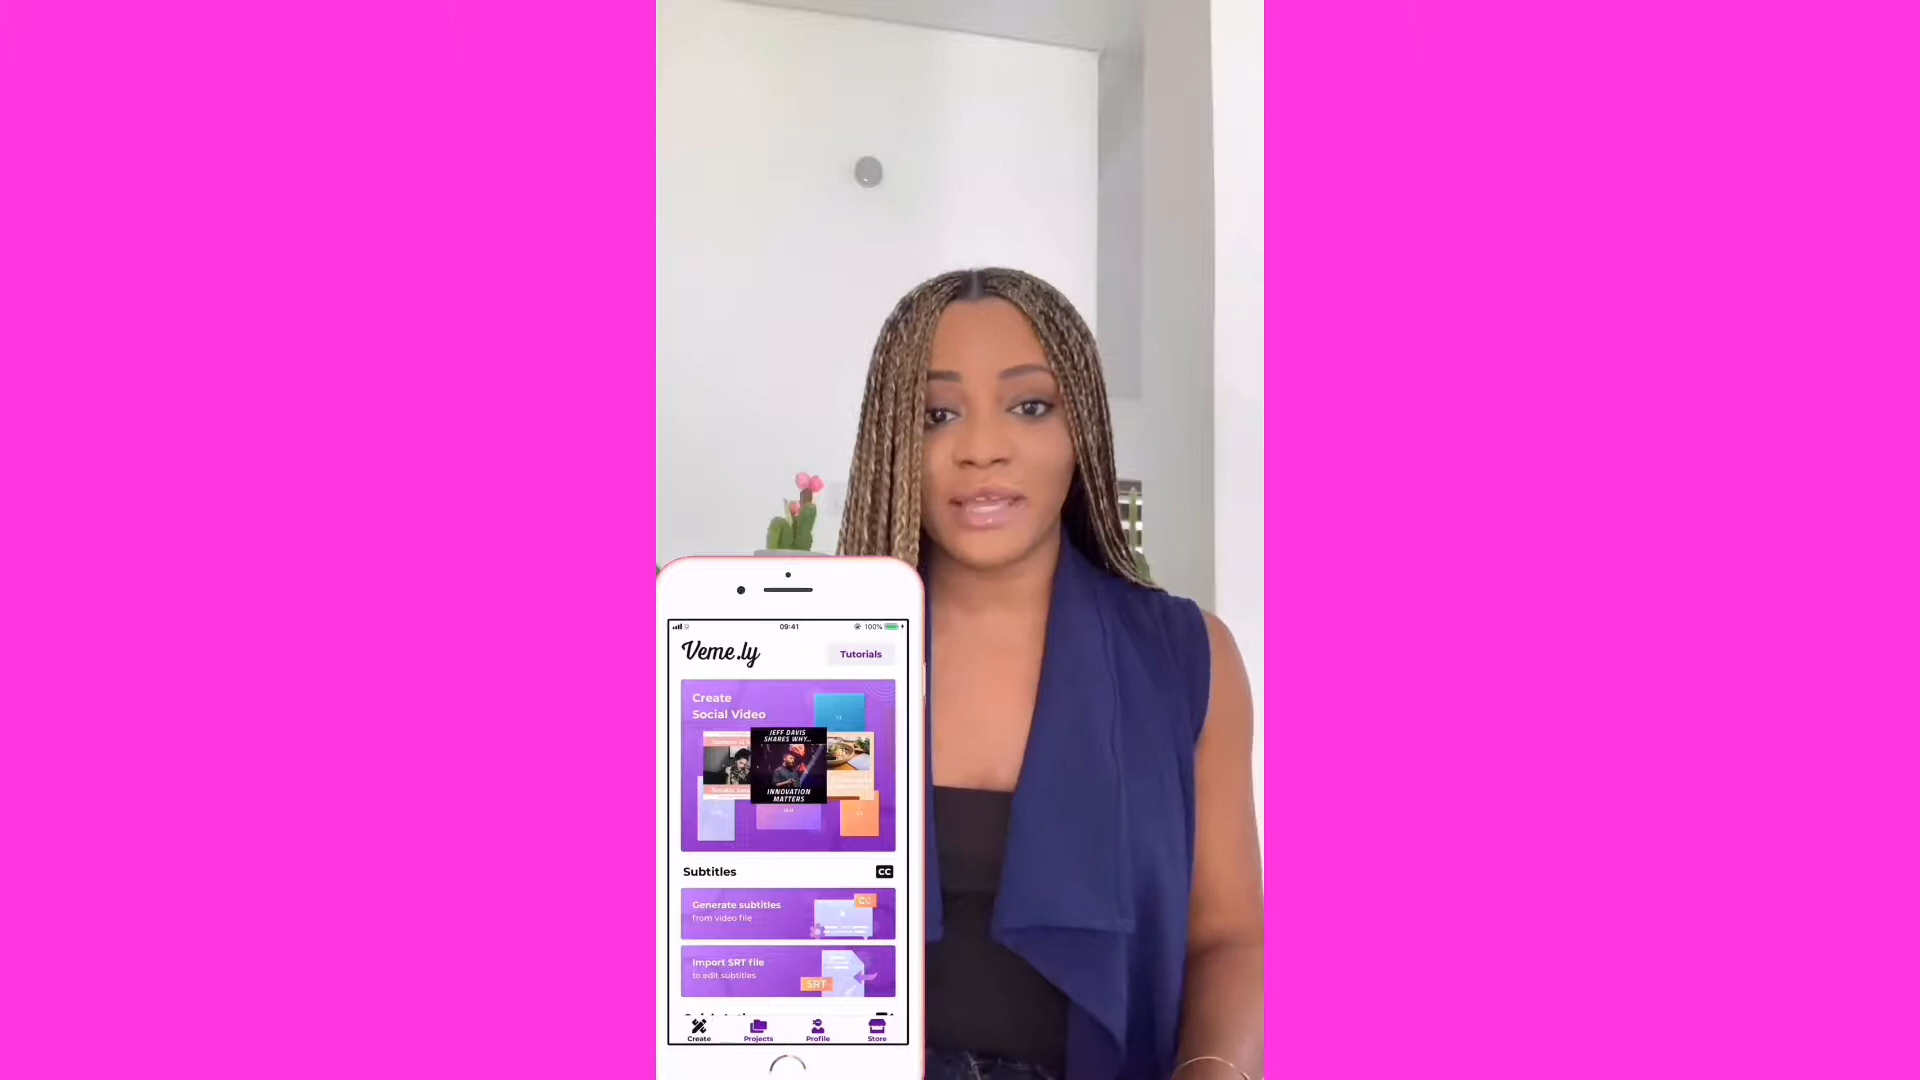 09:41
100%
Veme.ly
Tutorials
Create
Social Video
JEFF DAVIS
SHARES WHY...
INNOVATION
MATTERS
Subtitles
CC
Generate subtitles
from video file
CC
Import SRT file
to edit subtitles
SRT
Create
Projects
Profile
Store